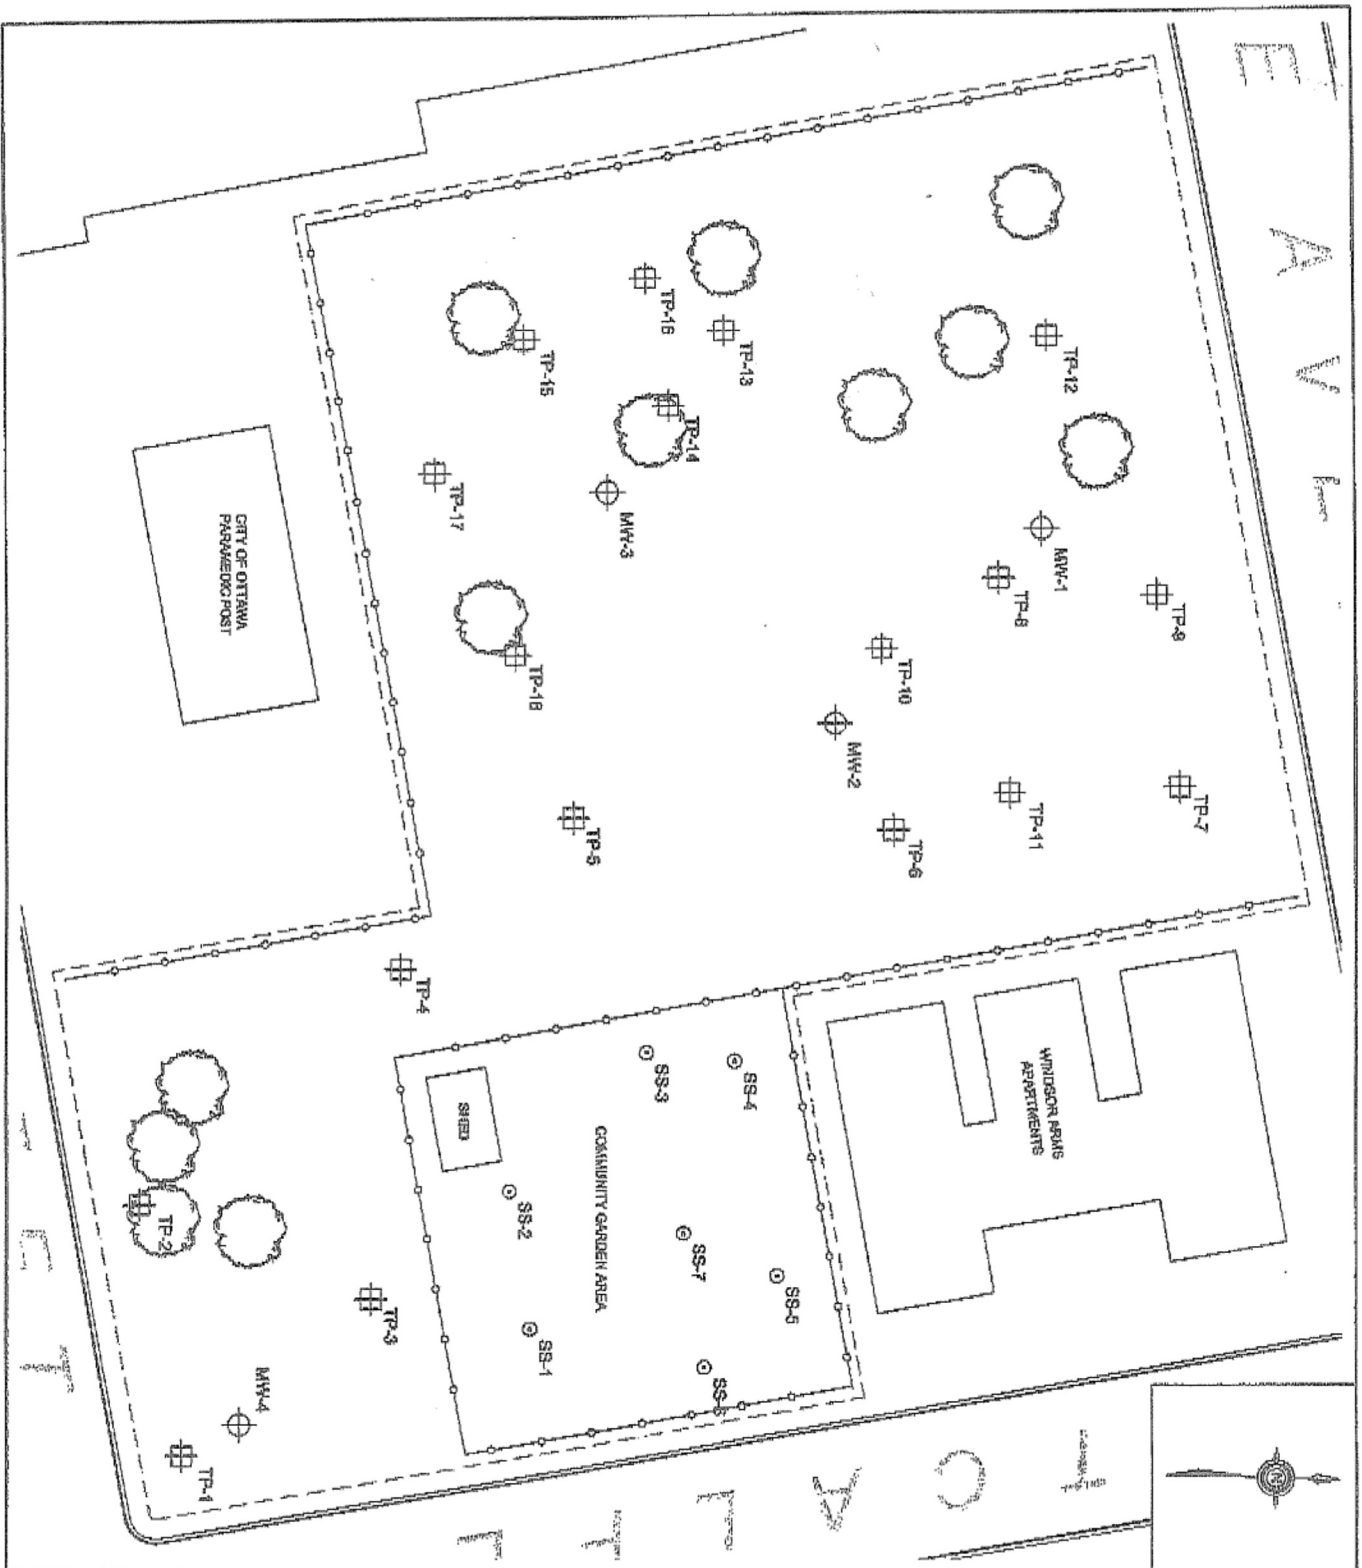 E
A
V
TP-12
TP-16
TP-13
TP-15
TP-14
TP-17
MW-3
MW-1
TP-8
TP-9
TP-10
TP-18
MW-2
TP-7
TP-11
TP-6
TP-5
CITY OF OTTAWA
PARAMEDIC POST
TP-4
WINDSOR ARMS
APARTMENTS
SS-4
SS-3
SHED
COMMUNITY GARDEN AREA
SS-2
SS-7
SS-5
SS-1
TP-2
TP-3
MW-4
TP-1
A
C
N